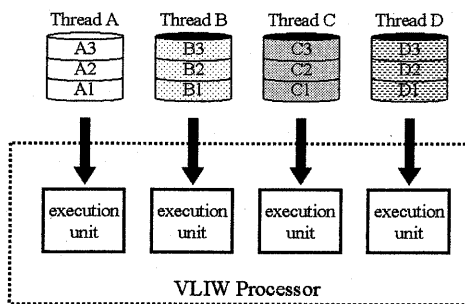 Thread A Thread B Thread C Thread D
A3 B3 C3 D3
A2 B2 C2 D2
A1 B1 C1 D1
execution execution execution execution
unit unit unit unit
VLIW Processor